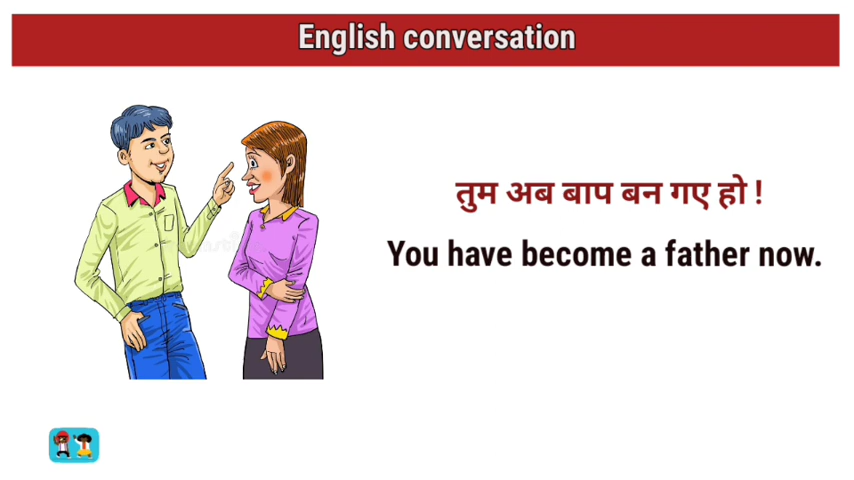 English conversation
तुम अब बाप बन गए हो !
You have become a father now.